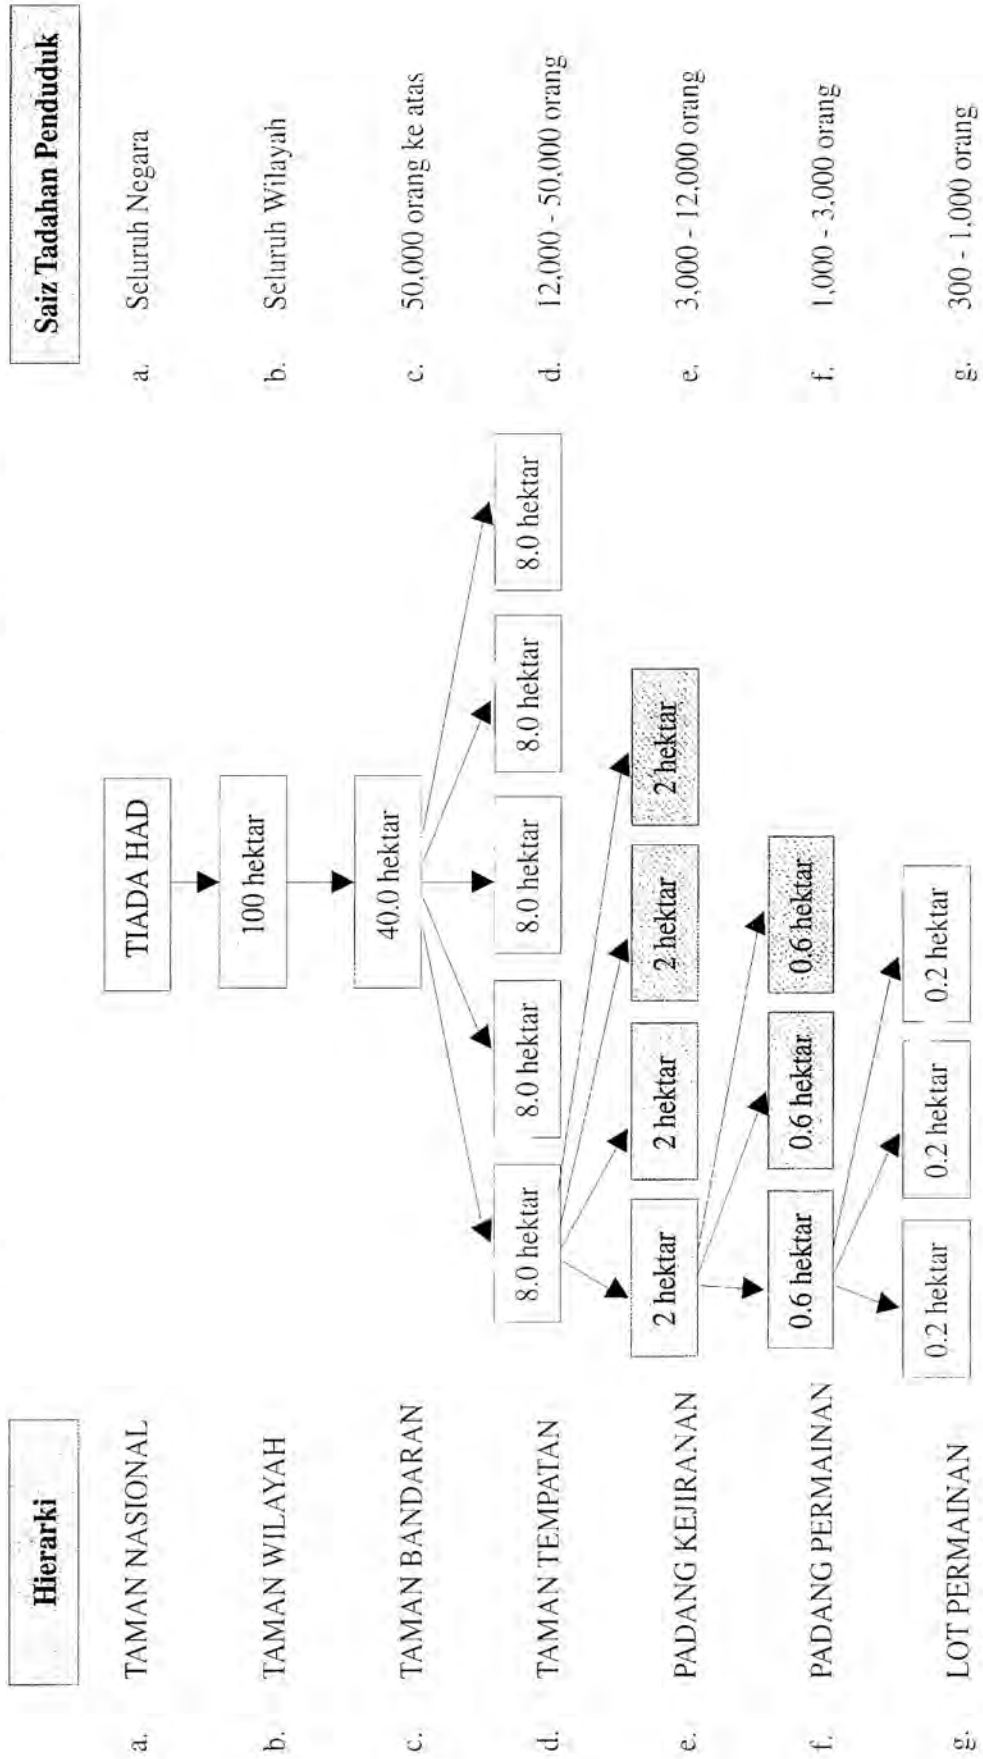 Hierarki
Saiz Tadahan Penduduk
a. TAMAN NASIONAL
TIADA HAD
a. Seluruh Negara
b. TAMAN WILAYAH
100 hektar
b. Seluruh Wilayah
c. TAMAN BANDARAN
40.0 hektar
c. 50,000 orang ke atas
d. TAMAN TEMPATAN
8.0 hektar
8.0 hektar
8.0 hektar
8.0 hektar
8.0 hektar
d. 12,000 - 50,000 orang
e. PADANG KEJIRANAN
2 hektar
2 hektar
2 hektar
2 hektar
e. 3,000 - 12,000 orang
f. PADANG PERMAINAN
0.6 hektar
0.6 hektar
0.6 hektar
f. 1,000 - 3,000 orang
g. LOT PERMAINAN
0.2 hektar
0.2 hektar
0.2 hektar
g. 300 - 1,000 orang